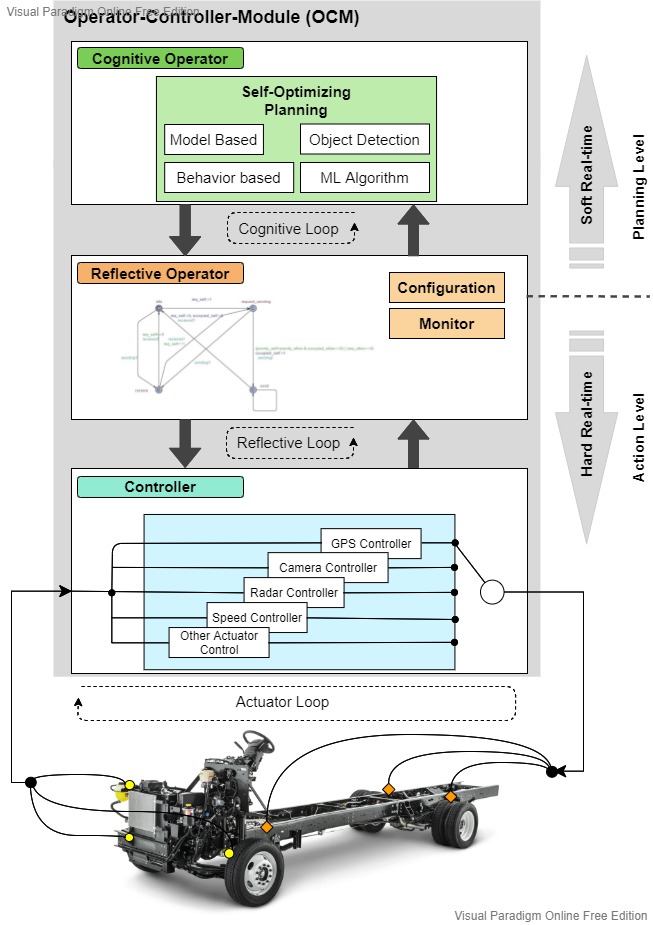 Visual Paradigm Online Free Edition
Operator-Controller-Module (OCM)
Cognitive Operator
Self-Optimizing
Planning
Model Based
Object Detection
Behavior based
ML Algorithm
Soft Real-time
Planning Level
Cognitive Loop
Reflective Operator
Configuration
Monitor
Reflective Loop
Hard Real-time
Action Level
Controller
GPS Controller
Camera Controller
Radar Controller
Speed Controller
Other Actuator
Control
Actuator Loop
Visual Paradigm Online Free Edition